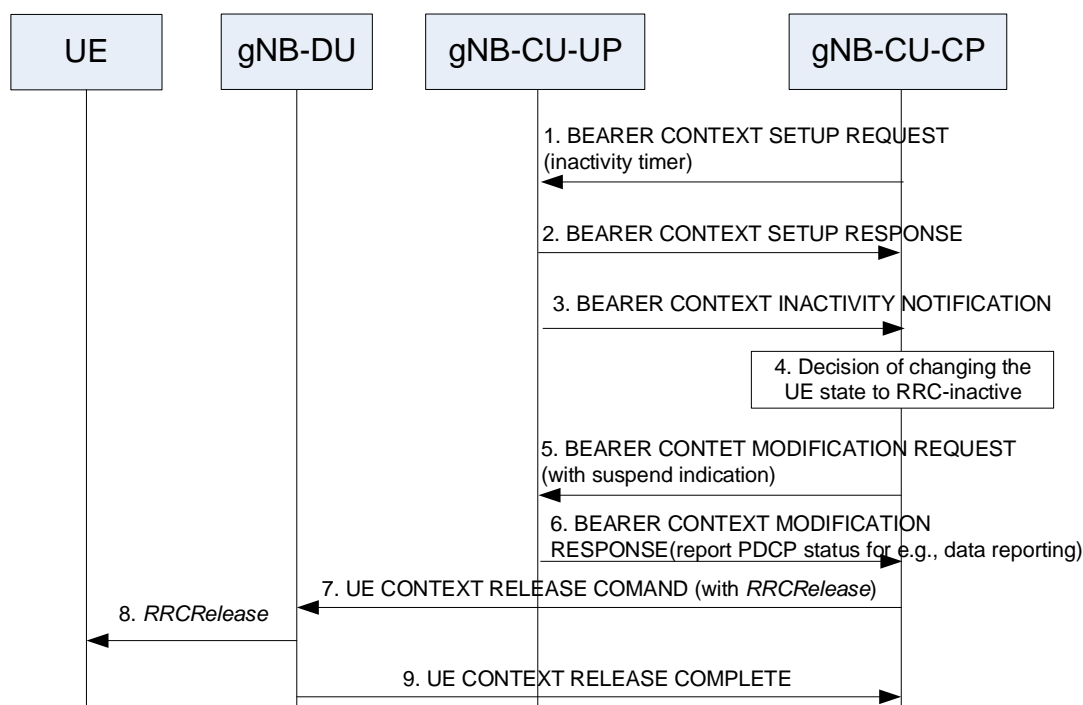 UE
gNB-DU
gNB-CU-UP
gNB-CU-CP
1. BEARER CONTEXT SETUP REQUEST
(inactivity timer)
2. BEARER CONTEXT SETUP RESPONSE
3. BEARER CONTEXT INACTIVITY NOTIFICATION
4. Decision of changing the
UE state to RRC-inactive
5. BEARER CONTET MODIFICATION REQUEST
(with suspend indication)
6. BEARER CONTEXT MODIFICATION
RESPONSE(report PDCP status for e.g., data reporting)
7. UE CONTEXT RELEASE COMAND (with RRCRelease)
8. RRCRelease
9. UE CONTEXT RELEASE COMPLETE